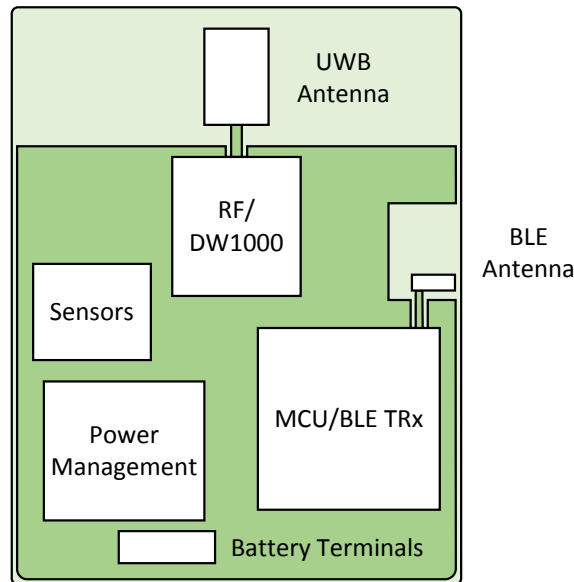 UWB
Antenna
RF/
DW1000
BLE
Antenna
Sensors
MCU/BLE TRx
Power
Management
Battery Terminals